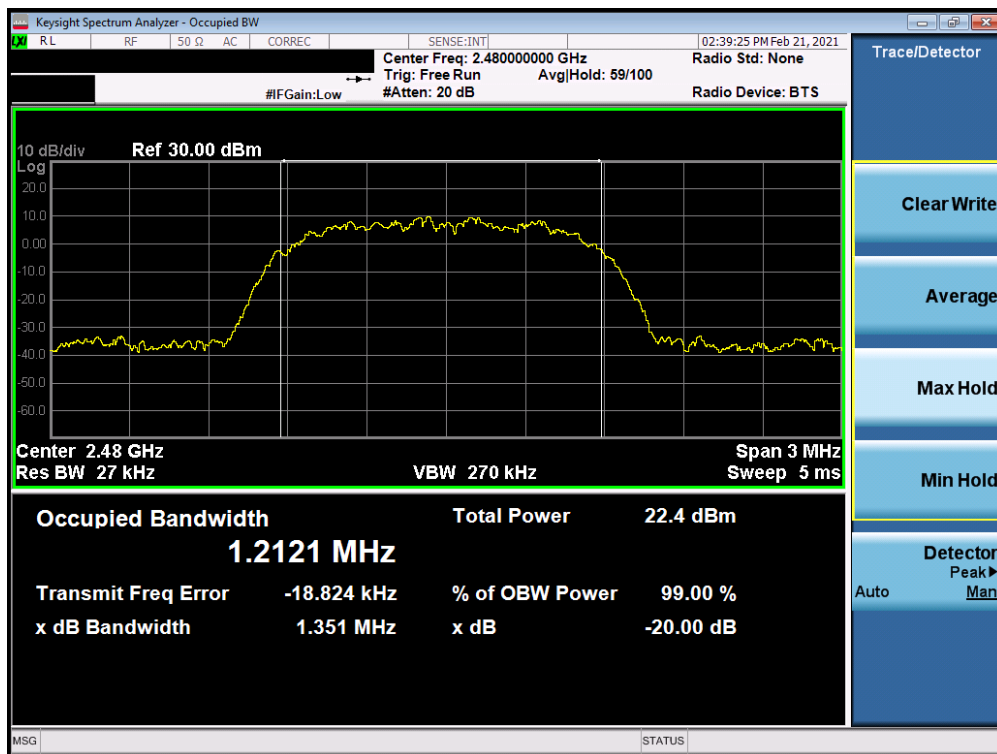 Keysight Spectrum Analyzer - Occupied BW
LXI RL RF 50 Ω AC CORREC SENSE:INT 02:39:25 PM Feb 21, 2021
Center Freq: 2.480000000 GHz Radio Std: None
Trig: Free Run Avg|Hold: 59/100
#IFGain:Low #Atten: 20 dB Radio Device: BTS
10 dB/div Ref 30.00 dBm
Log
20.0
10.0
0.00
-10.0
-20.0
-30.0
-40.0
-50.0
-60.0
Center 2.48 GHz Span 3 MHz
Res BW 27 kHz VBW 270 kHz Sweep 5 ms
Occupied Bandwidth Total Power 22.4 dBm
1.2121 MHz
Transmit Freq Error -18.824 kHz % of OBW Power 99.00 %
x dB Bandwidth 1.351 MHz x dB -20.00 dB
MSG STATUS
Trace/Detector
Clear Write
Average
Max Hold
Min Hold
Detector
Peak▶
Auto Man